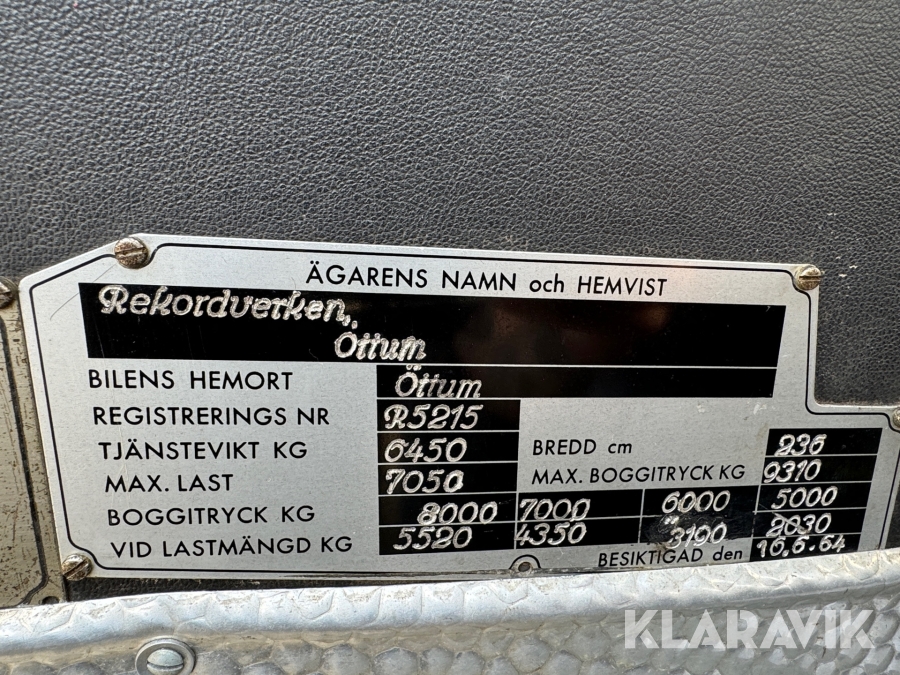 ÄGARENS NAMN och HEMVIST
Rekordverken,
Öttum
BILENS HEMORT Öttum
REGISTRERINGS NR R5215
TJÄNSTEVIKT KG 6450 BREDD cm 236
MAX. LAST 7050 MAX. BOGGITRYCK KG 9310
BOGGITRYCK KG 8000 7000 6000 5000
VID LASTMÄNGD KG 5520 4350 3190 2030
BESIKTIGAD den 16.6.64
KLARAVIK